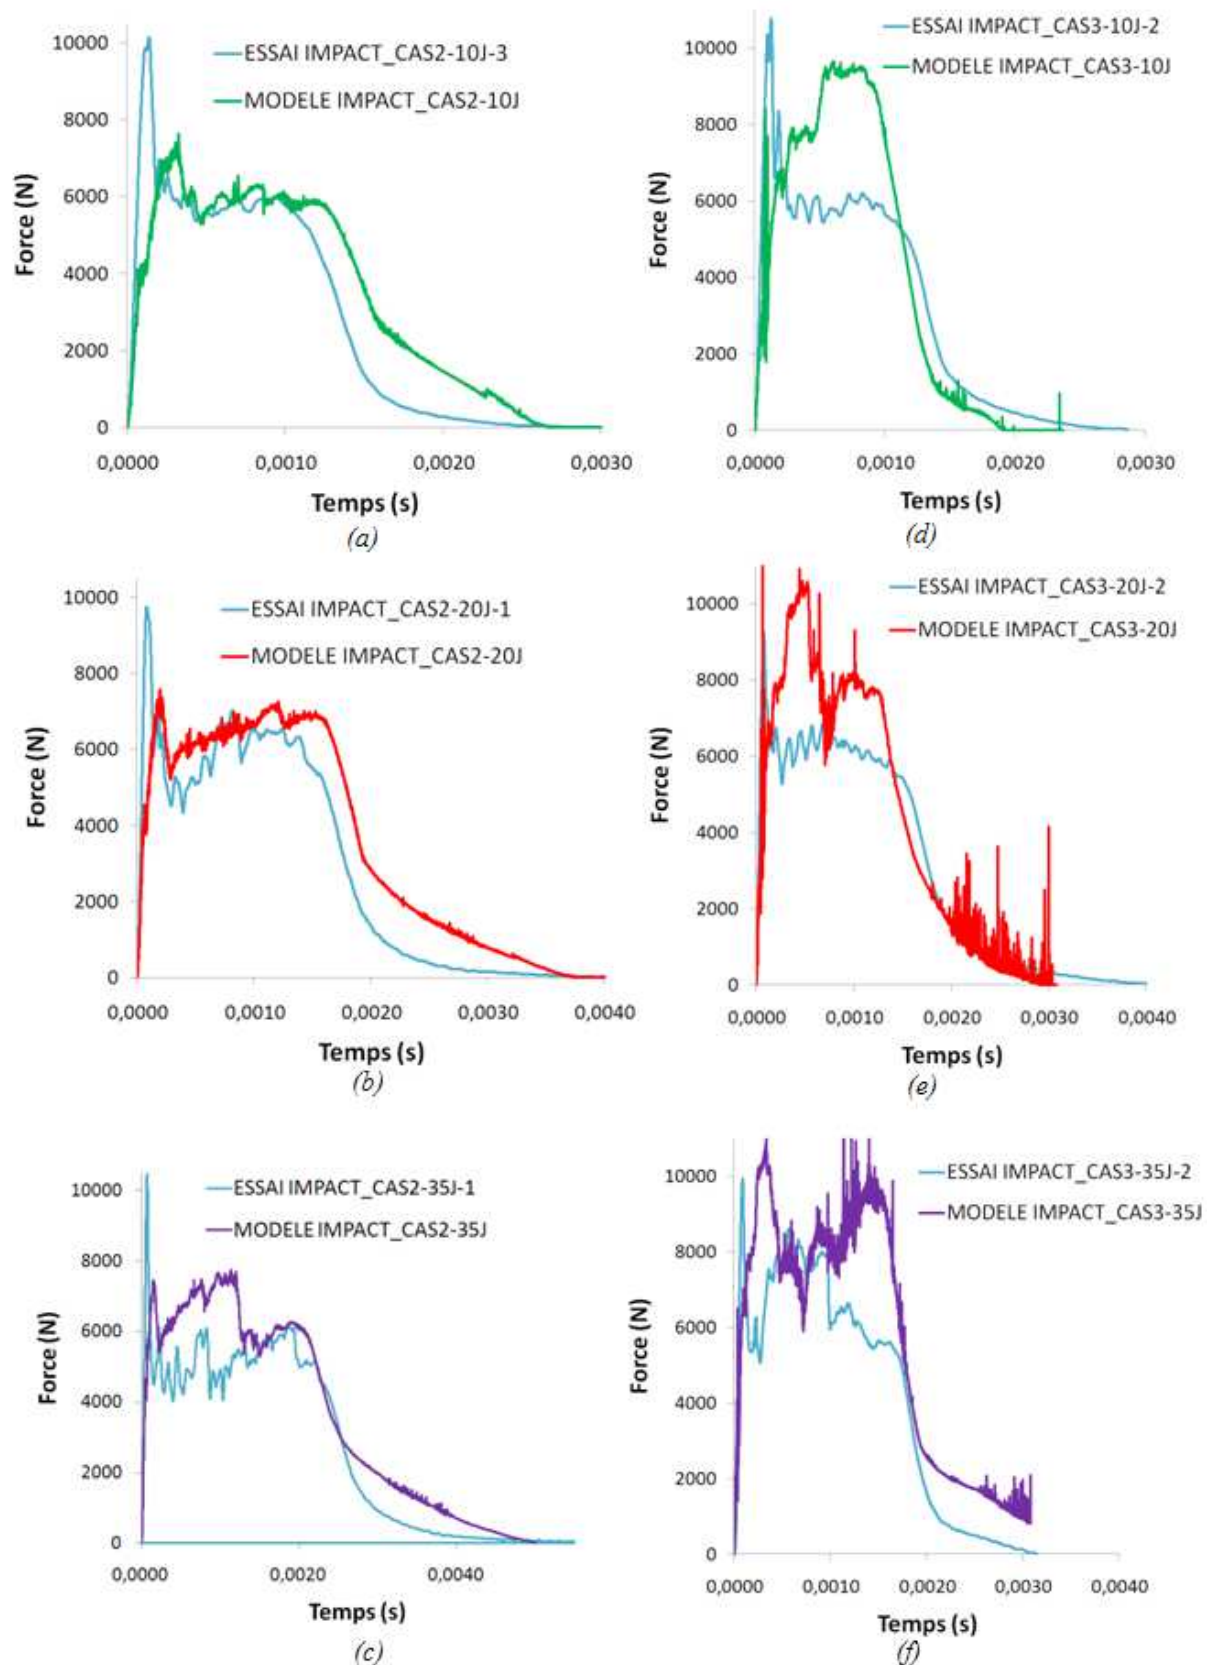 ESSAI IMPACT_CAS2-10J-3
MODELE IMPACT_CAS2-10J
Force (N)
10000
8000
6000
4000
2000
0
0,0000 0,0010 0,0020 0,0030
Temps (s)
(a)
ESSAI IMPACT_CAS3-10J-2
MODELE IMPACT_CAS3-10J
Force (N)
10000
8000
6000
4000
2000
0
0,0000 0,0010 0,0020 0,0030
Temps (s)
(d)
ESSAI IMPACT_CAS2-20J-1
MODELE IMPACT_CAS2-20J
Force (N)
10000
8000
6000
4000
2000
0
0,0000 0,0010 0,0020 0,0030 0,0040
Temps (s)
(b)
ESSAI IMPACT_CAS3-20J-2
MODELE IMPACT_CAS3-20J
Force (N)
10000
8000
6000
4000
2000
0
0,0000 0,0010 0,0020 0,0030 0,0040
Temps (s)
(e)
ESSAI IMPACT_CAS2-35J-1
MODELE IMPACT_CAS2-35J
Force (N)
10000
8000
6000
4000
2000
0
0,0000 0,0020 0,0040
Temps (s)
(c)
ESSAI IMPACT_CAS3-35J-2
MODELE IMPACT_CAS3-35J
Force (N)
10000
8000
6000
4000
2000
0
0,0000 0,0010 0,0020 0,0030 0,0040
Temps (s)
(f)